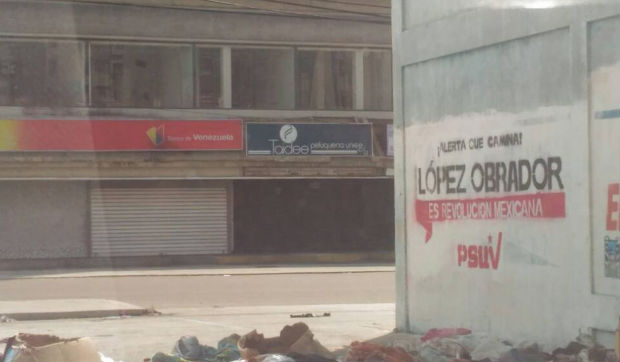 Banco de Venezuela
Taidee peluquería unisex
¡ALERTA QUE CAMINA!
LÓPEZ OBRADOR
ES REVOLUCIÓN MEXICANA
PSUV